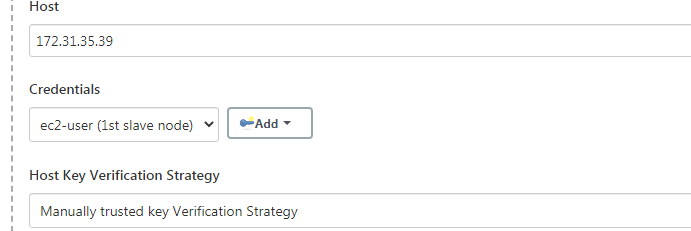 Host
172.31.35.39
Credentials
ec2-user (1st slave node)
Add
Host Key Verification Strategy
Manually trusted key Verification Strategy